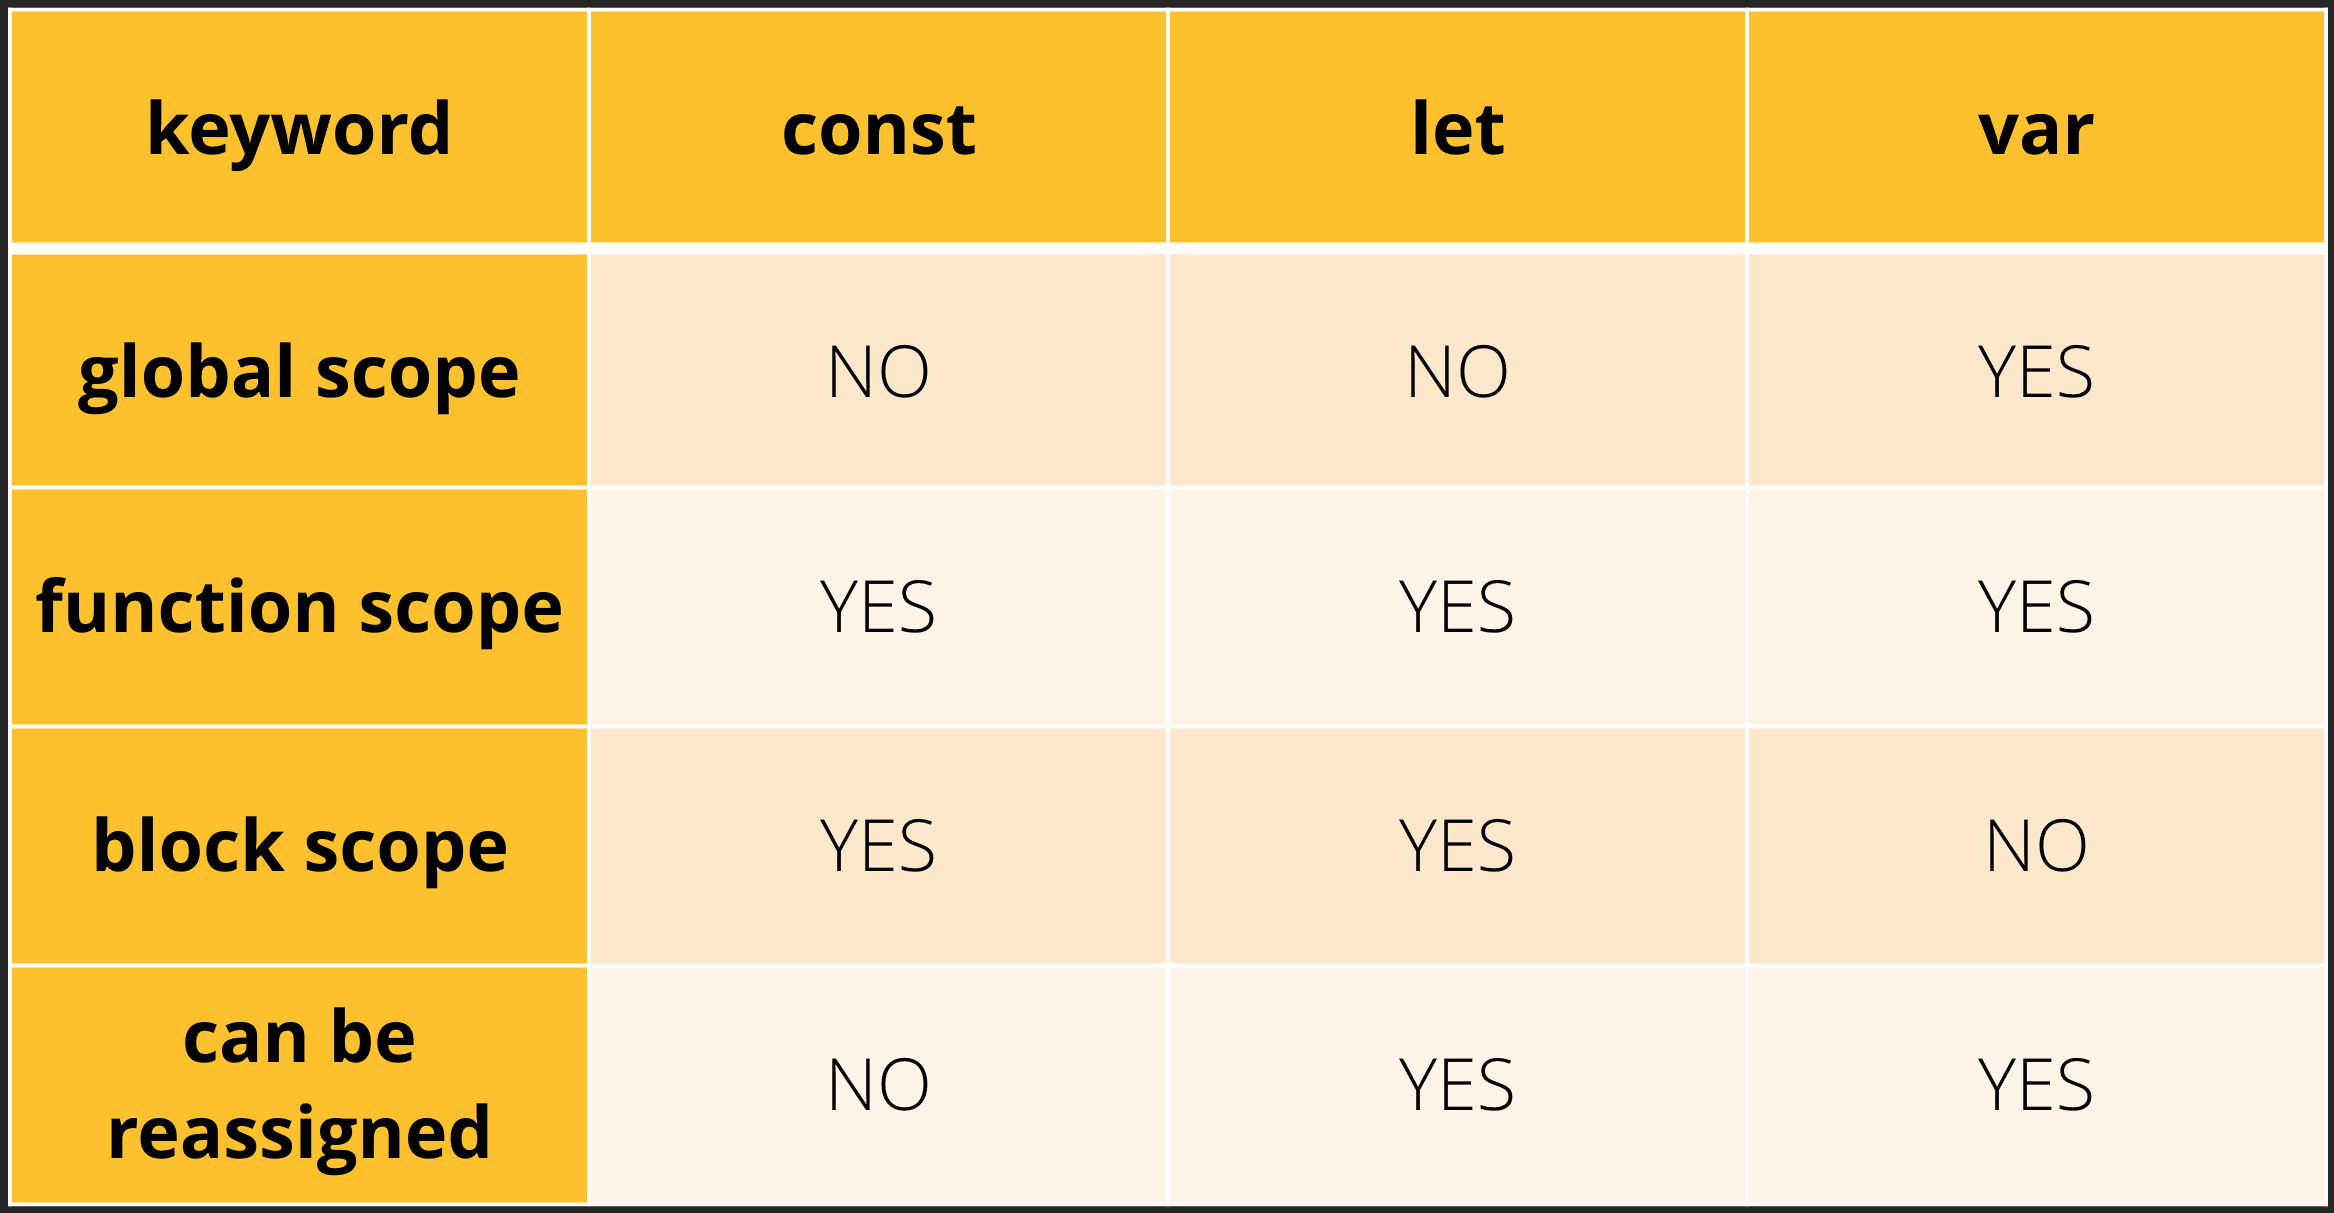 keyword const let var
global scope NO NO YES
function scope YES YES YES
block scope YES YES NO
can be
reassigned NO YES YES